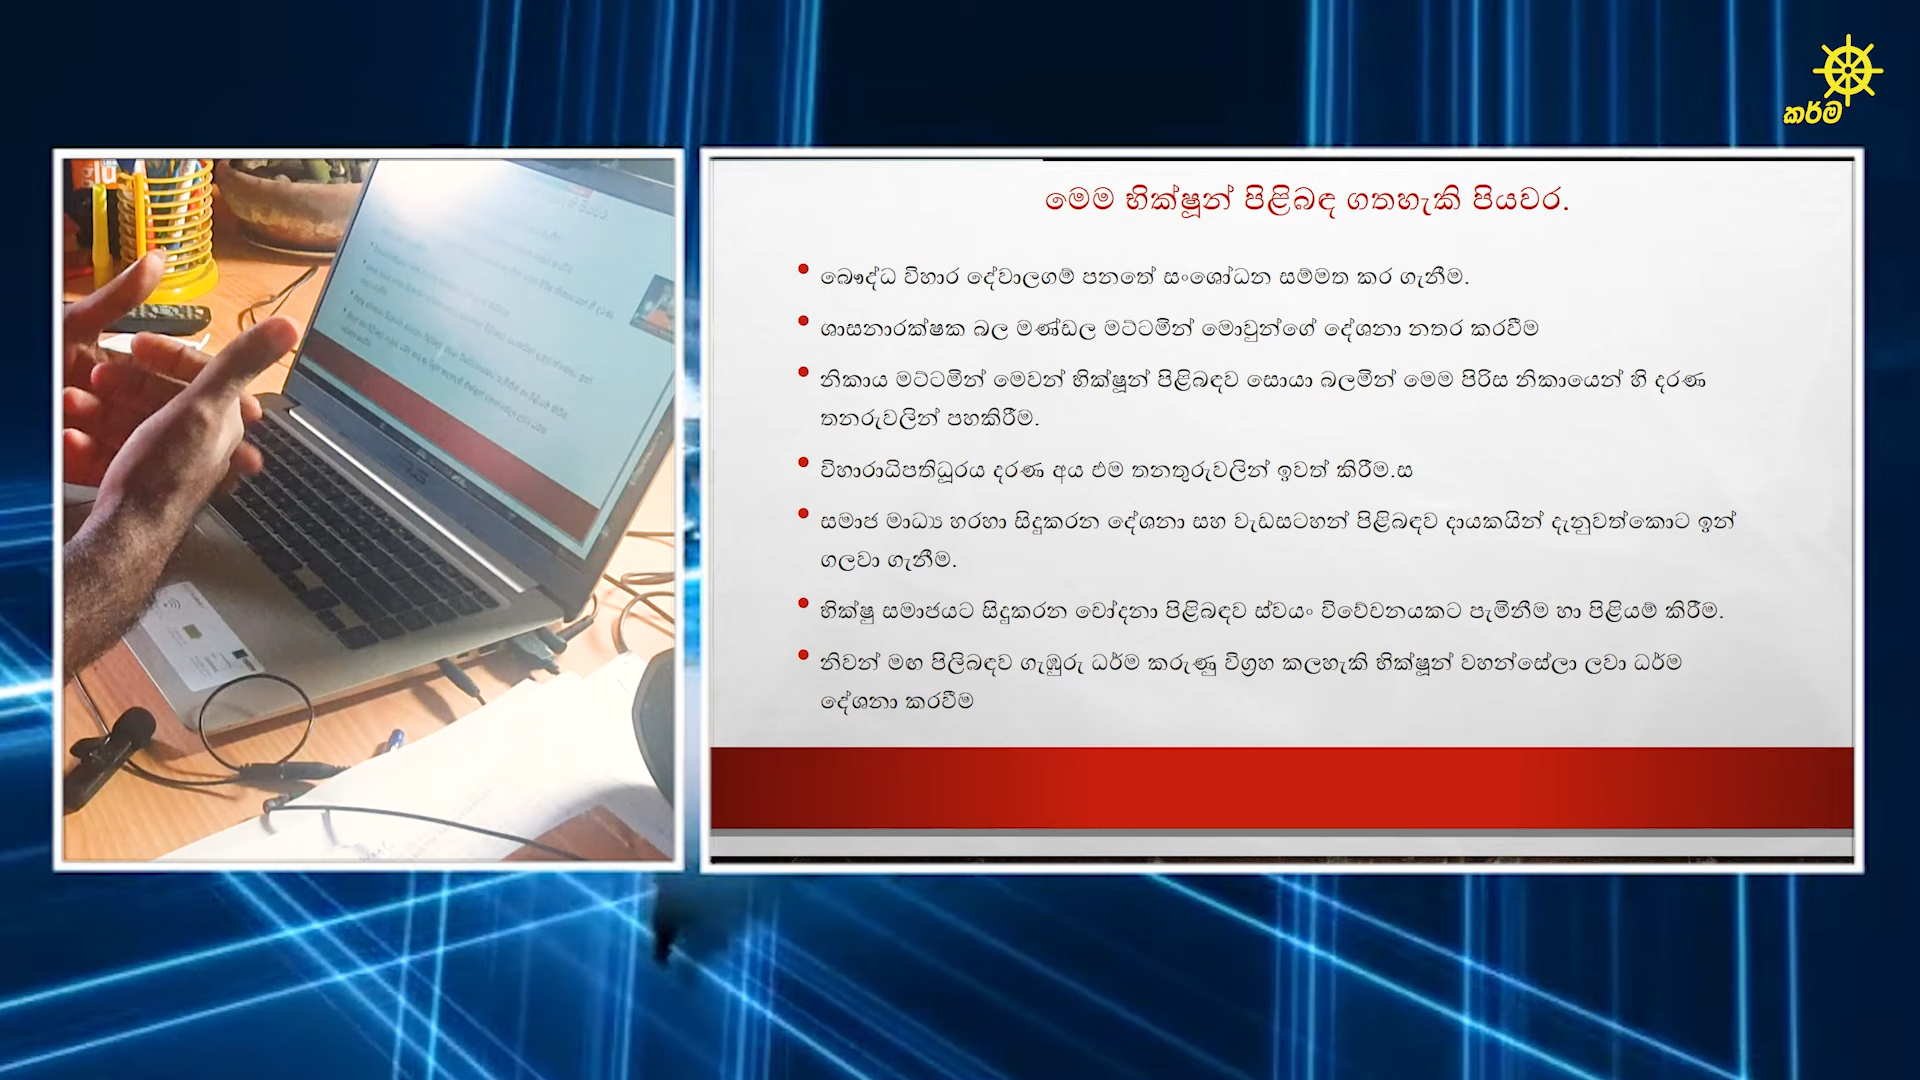 කර්ම
මෙම භික්ෂූන් පිළිබඳ ගතහැකි පියවර.
බෞද්ධ විහාර දේවාලගම් පනතේ සංශෝධන සම්මත කර ගැනීම.
ශාසනාරක්ෂක බල මණ්ඩල මට්ටමින් මොවුන්ගේ දේශනා නතර කරවීම
නිකාය මට්ටමින් මෙවන් භික්ෂූන් පිළිබඳව සොයා බලමින් මෙම පිරිස නිකායෙන් හි දරණ
තනරුවලින් පහකිරීම.
විහාරාධිපතිධූරය දරණ අය එම තනතුරුවලින් ඉවත් කිරීම.ස
සමාජ මාධ්‍ය හරහා සිදුකරන දේශනා සහ වැඩසටහන් පිළිබඳව දායකයින් දැනුවත්කොට ඉන්
ගලවා ගැනීම.
භික්ෂු සමාජයට සිදුකරන චෝදනා පිළිබඳව ස්වයං විවේචනයකට පැමිනීම හා පිළියම් කිරීම.
නිවන් මඟ පිලිබඳව ගැඹුරු ධර්ම කරුණු විග්‍රහ කලහැකි භික්ෂූන් වහන්සේලා ලවා ධර්ම
දේශනා කරවීම